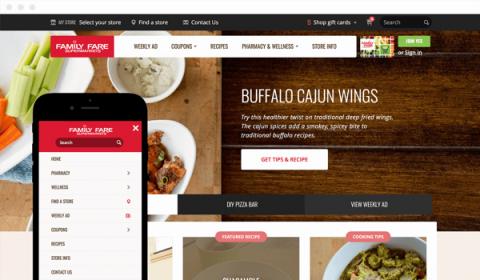 MY STORE Select your store
Find a store
Contact Us
Shop gift cards
Search
FAMILY FARE
SUPERMARKETS
WEEKLY AD
COUPONS
RECIPES
PHARMACY & WELLNESS
STORE INFO
JOIN YES
or Sign in
BUFFALO CAJUN WINGS
Try this healthier twist on traditional deep fried wings.
The cajun spices add a smokey, spicey bite to
traditional buffalo recipes.
GET TIPS & RECIPE
DIY PIZZA BAR
VIEW WEEKLY AD
FEATURED RECIPE
COOKING TIPS
FAMILY FARE
SUPERMARKETS
Search
HOME
PHARMACY
WELLNESS
FIND A STORE
WEEKLY AD
COUPONS
RECIPES
STORE INFO
CONTACT US